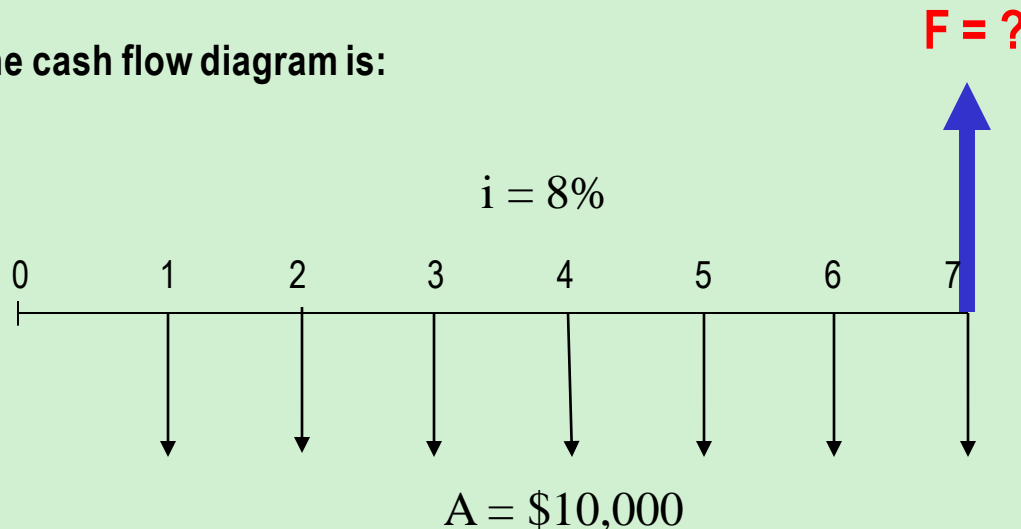 F = ?
he cash flow diagram is:
i = 8%
0 1 2 3 4 5 6 7
A = $10,000